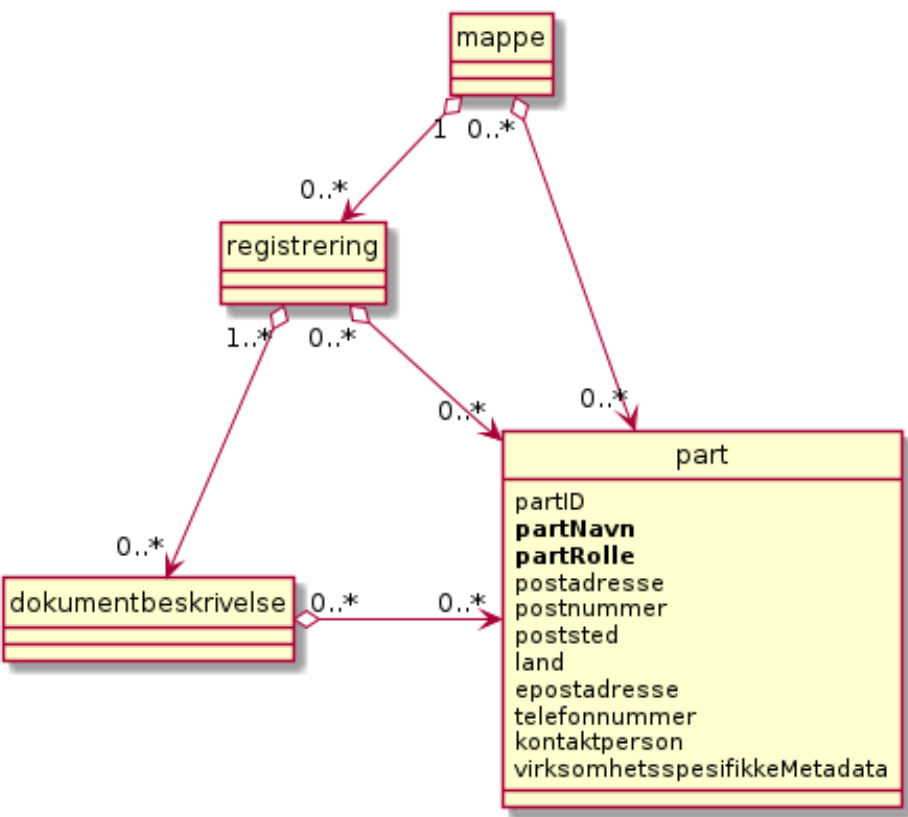 mappe
1 0..*
0..*
registrering
1..* 0..*
0..*
0..*
part
partID
partNavn
partRolle
postadresse
postnummer
poststed
land
epostadresse
telefonnummer
kontaktperson
virksomhetsspesifikkeMetadata
0..*
dokumentbeskrivelse
0..* 0..*